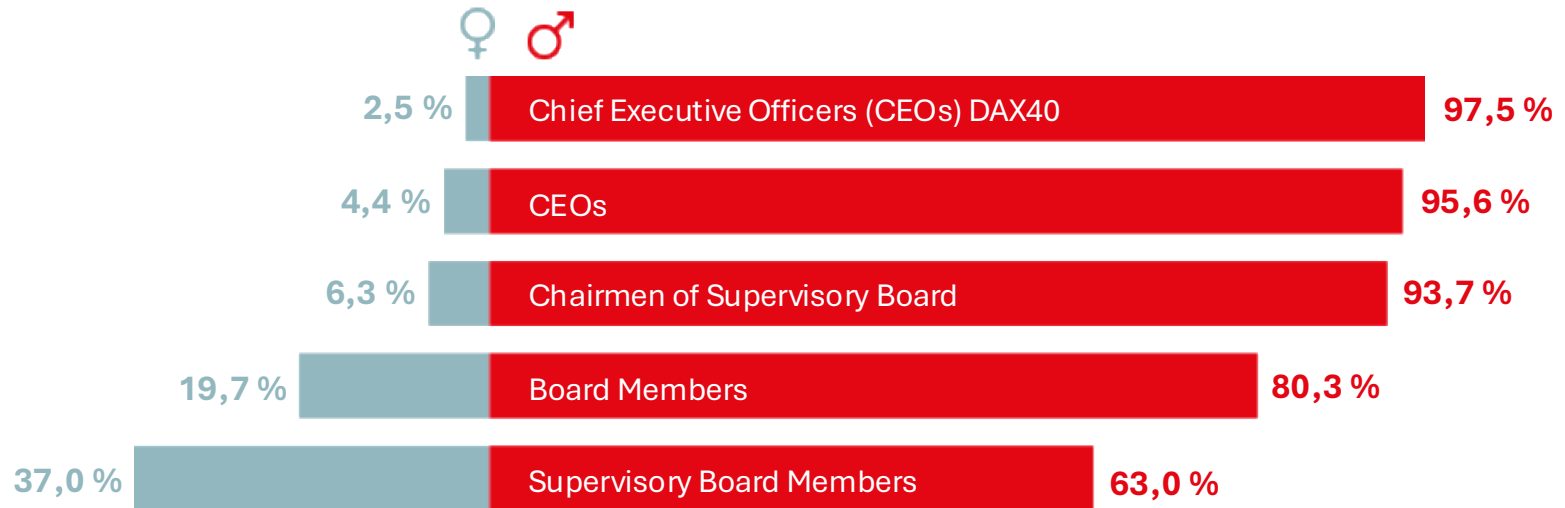 ♀ ♂
2,5 % Chief Executive Officers (CEOs) DAX40 97,5 %
4,4 % CEOs 95,6 %
6,3 % Chairmen of Supervisory Board 93,7 %
19,7 % Board Members 80,3 %
37,0 % Supervisory Board Members 63,0 %